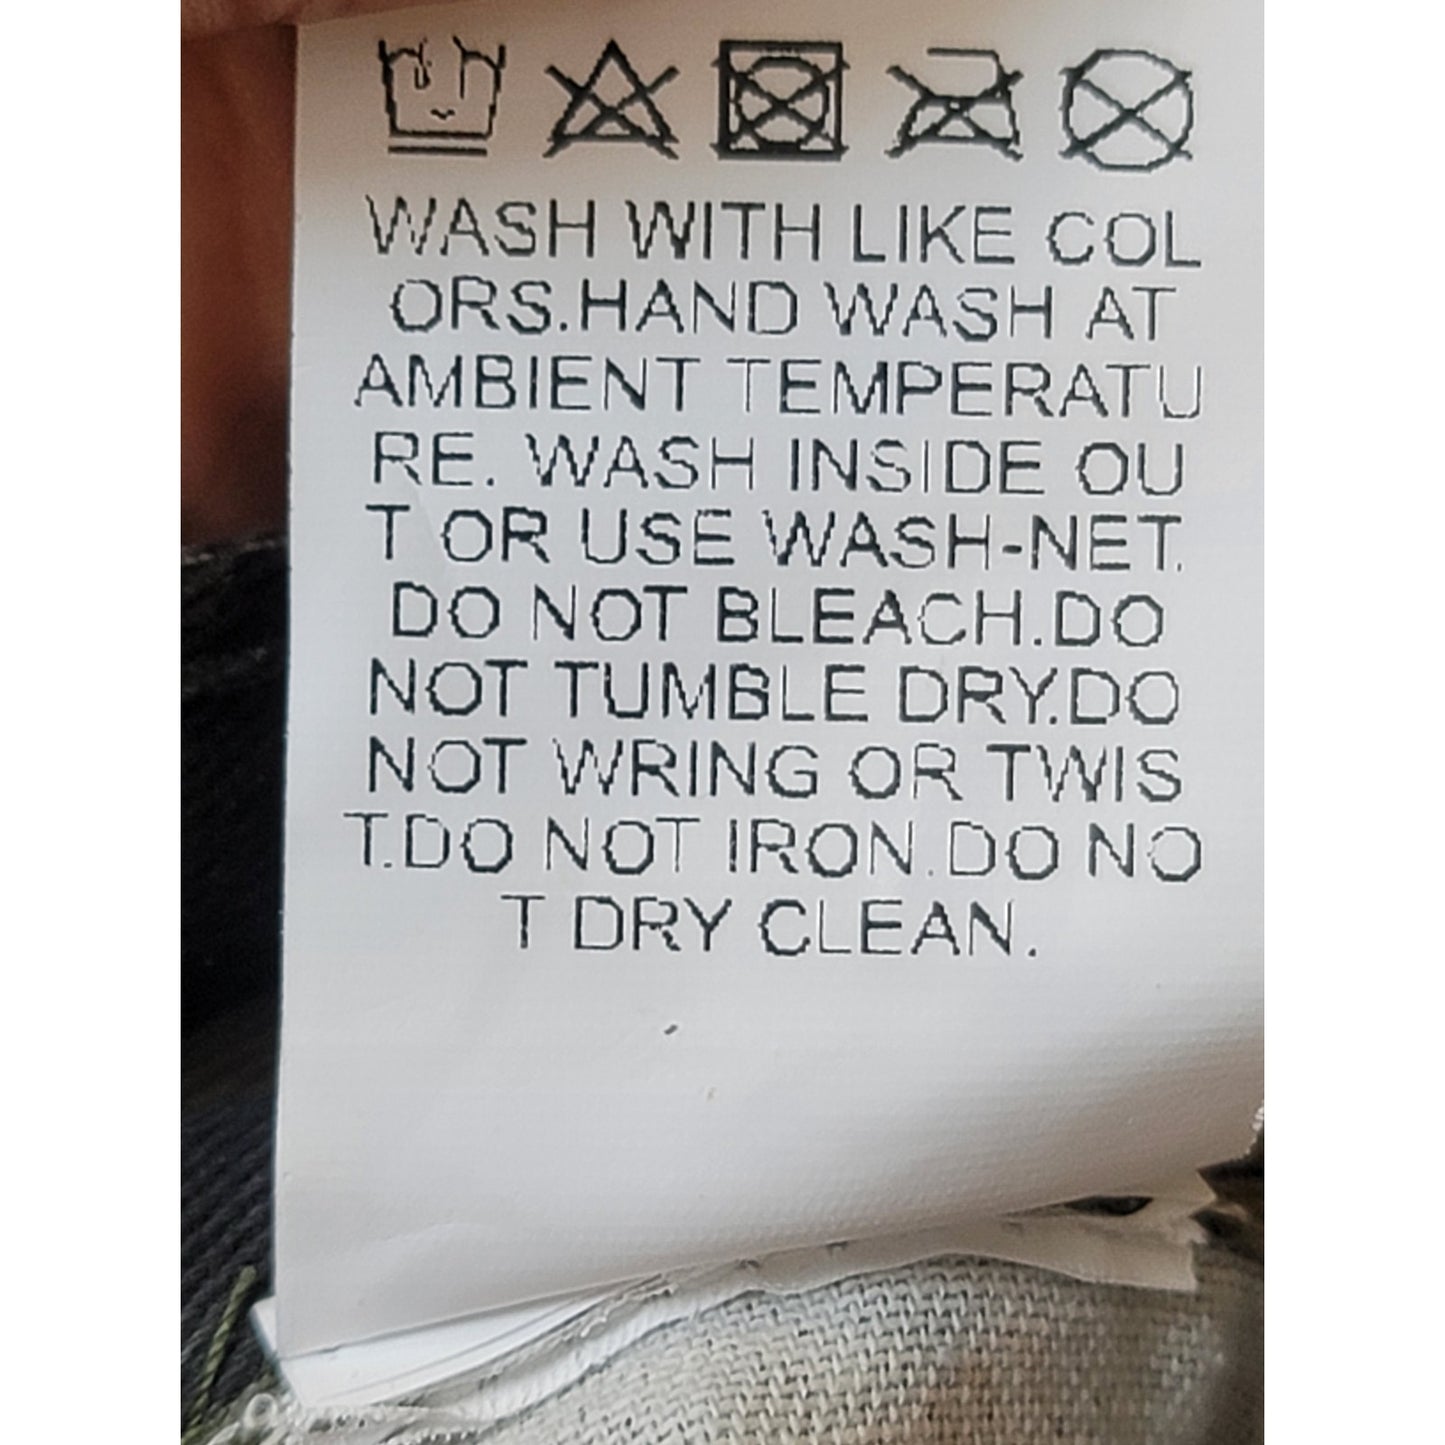 WASH WITH LIKE COL
ORS.HAND WASH AT
AMBIENT TEMPERATU
RE. WASH INSIDE OU
T OR USE WASH-NET.
DO NOT BLEACH.DO
NOT TUMBLE DRY.DO
NOT WRING OR TWIS
T.DO NOT IRON.DO NO
T DRY CLEAN.